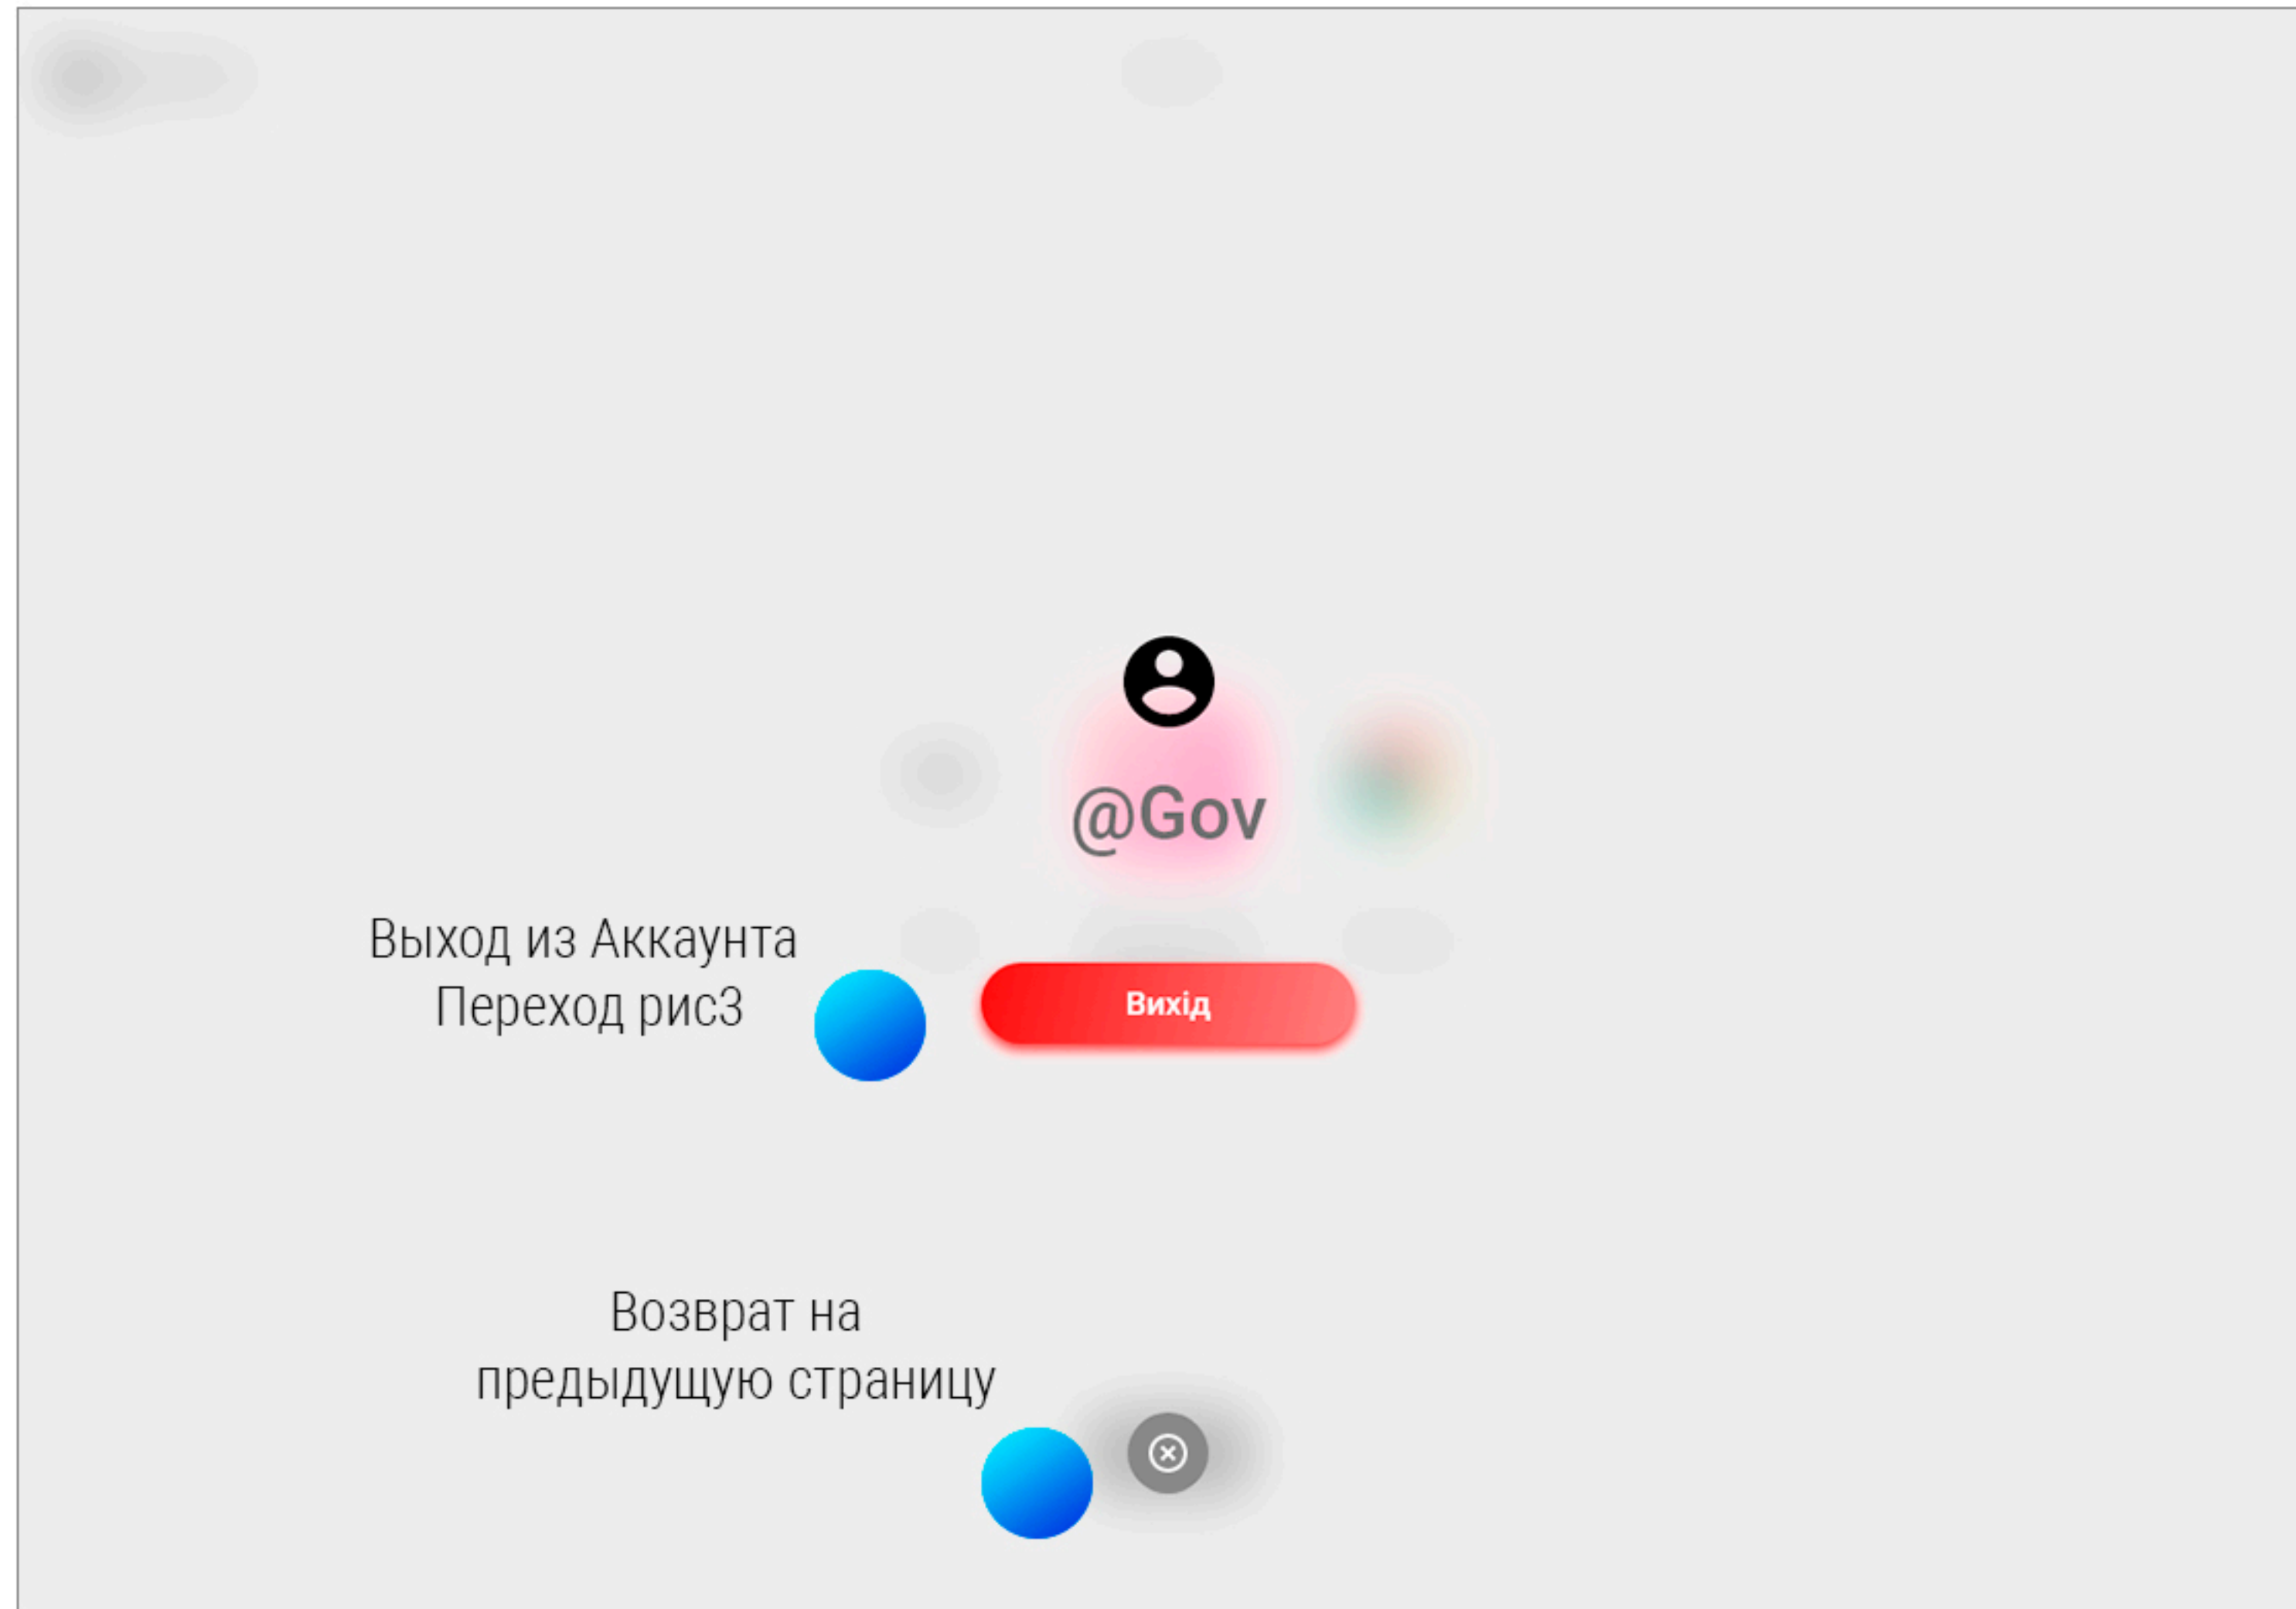 @Gov
Выход из Аккаунта
Переход рис3
Вихід
Возврат на
предыдущую страницу